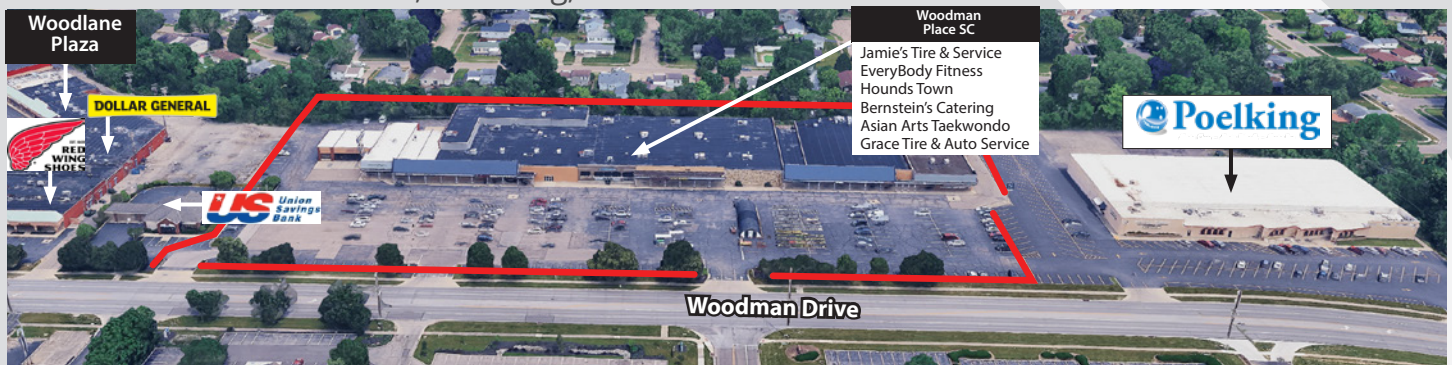 Woodlane
Plaza
DOLLAR GENERAL
RED
WING
SHOES
US Union
Savings
Bank
Woodman
Place SC
Jamie's Tire & Service
EveryBody Fitness
Hounds Town
Bernstein's Catering
Asian Arts Taekwondo
Grace Tire & Auto Service
Poelking
Woodman Drive